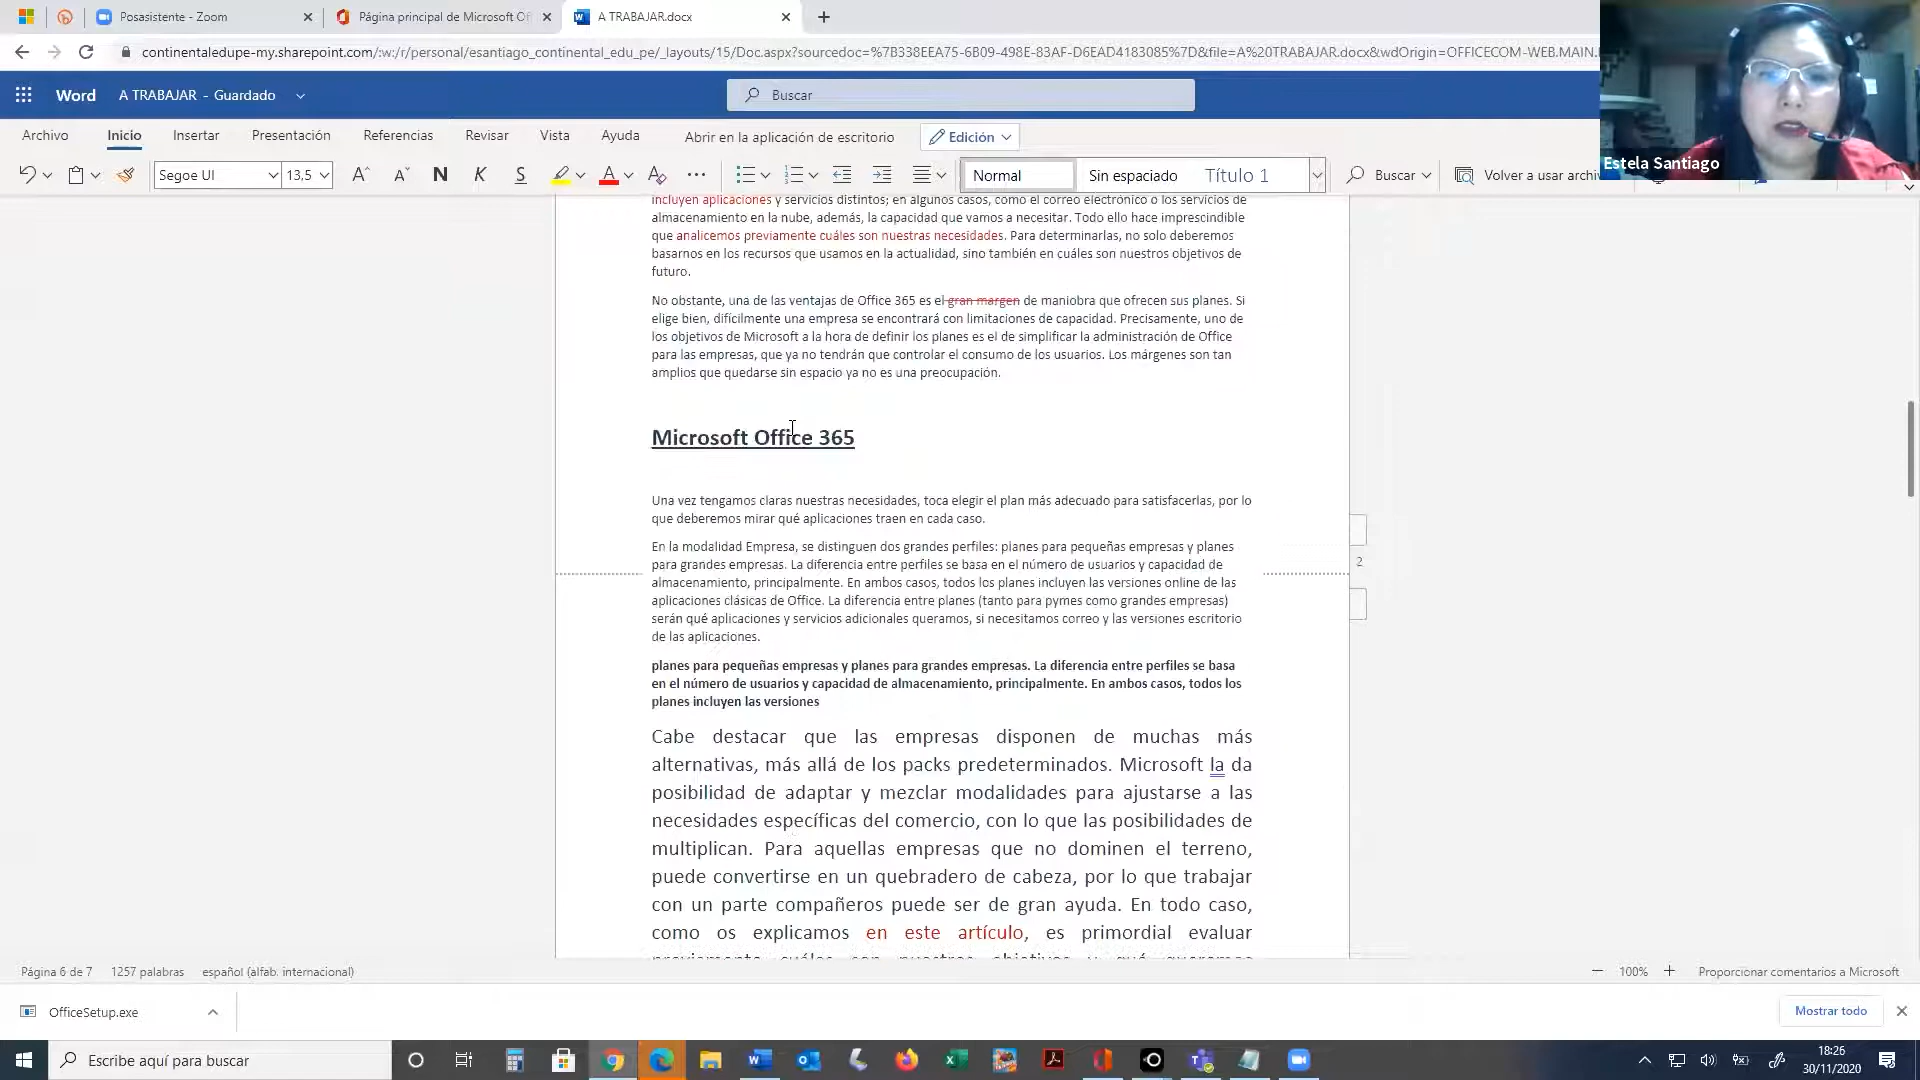 Posasistente - Zoom
Página principal de Microsoft Of
A TRABAJAR.docx
continentaledupe-my.sharepoint.com/:w:/r/personal/esantiago_continental_edu_pe/_layouts/15/Doc.aspx?sourcedoc=%7B338EEA75-6B09-498E-83AF-D6EAD4183085%7D&file=A%20TRABAJAR.docx&wdOrigin=OFFICECOM-WEB.MAIN.
Word
A TRABAJAR - Guardado
Buscar
Archivo
Inicio
Insertar
Presentación
Referencias
Revisar
Vista
Ayuda
Abrir en la aplicación de escritorio
Edición
Estela Santiago
Segoe UI
13,5
N K S
Normal
Sin espaciado
Título 1
Buscar
Volver a usar archi
incluyen aplicaciones y servicios distintos; en algunos casos, como el correo electrónico o los servicios de
almacenamiento en la nube, además, la capacidad que vamos a necesitar. Todo ello hace imprescindible
que analicemos previamente cuáles son nuestras necesidades. Para determinarlas, no solo deberemos
basarnos en los recursos que usamos en la actualidad, sino también en cuáles son nuestros objetivos de
futuro.
No obstante, una de las ventajas de Office 365 es el gran margen de maniobra que ofrecen sus planes. Si
elige bien, difícilmente una empresa se encontrará con limitaciones de capacidad. Precisamente, uno de
los objetivos de Microsoft a la hora de definir los planes es el de simplificar la administración de Office
para las empresas, que ya no tendrán que controlar el consumo de los usuarios. Los márgenes son tan
amplios que quedarse sin espacio ya no es una preocupación.
Microsoft Office 365
Una vez tengamos claras nuestras necesidades, toca elegir el plan más adecuado para satisfacerlas, por lo
que deberemos mirar qué aplicaciones traen en cada caso.
En la modalidad Empresa, se distinguen dos grandes perfiles: planes para pequeñas empresas y planes
para grandes empresas. La diferencia entre perfiles se basa en el número de usuarios y capacidad de
almacenamiento, principalmente. En ambos casos, todos los planes incluyen las versiones online de las
aplicaciones clásicas de Office. La diferencia entre planes (tanto para pymes como grandes empresas)
serán qué aplicaciones y servicios adicionales queramos, si necesitamos correo y las versiones escritorio
de las aplicaciones.
2
planes para pequeñas empresas y planes para grandes empresas. La diferencia entre perfiles se basa
en el número de usuarios y capacidad de almacenamiento, principalmente. En ambos casos, todos los
planes incluyen las versiones
Cabe destacar que las empresas disponen de muchas más
alternativas, más allá de los packs predeterminados. Microsoft la da
posibilidad de adaptar y mezclar modalidades para ajustarse a las
necesidades específicas del comercio, con lo que las posibilidades de
multiplican. Para aquellas empresas que no dominen el terreno,
puede convertirse en un quebradero de cabeza, por lo que trabajar
con un parte compañeros puede ser de gran ayuda. En todo caso,
como os explicamos en este artículo, es primordial evaluar
previamente cuáles son nuestros objetivos y qué queremos
Página 6 de 7
1257 palabras
español (alfab. internacional)
100%
Proporcionar comentarios a Microsoft
OfficeSetup.exe
Mostrar todo
Escribe aquí para buscar
18:26
30/11/2020